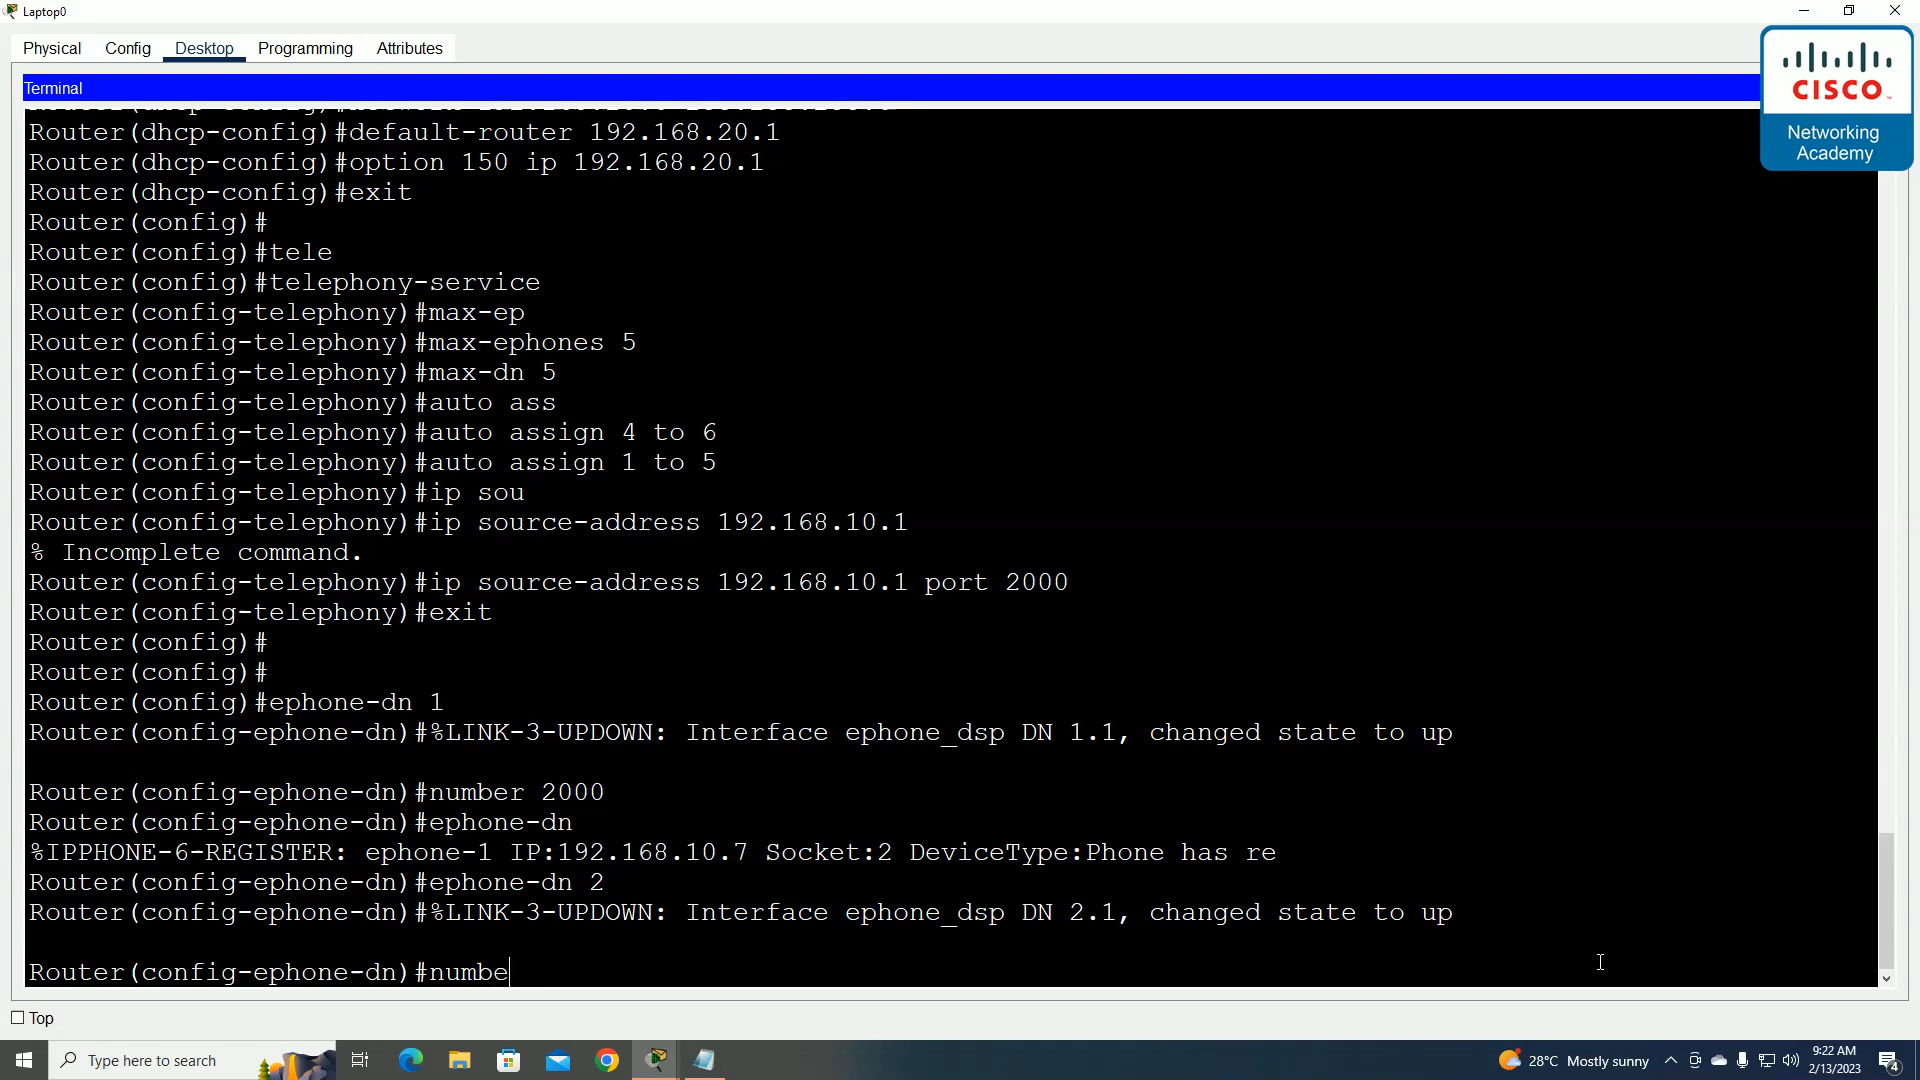 Laptop0
Physical Config Desktop Programming Attributes
CISCO
Networking
Academy
Terminal
Router(dhcp-config)#default-router 192.168.20.1
Router(dhcp-config)#option 150 ip 192.168.20.1
Router(dhcp-config)#exit
Router(config)#
Router(config)#tele
Router(config)#telephony-service
Router(config-telephony)#max-ep
Router(config-telephony)#max-ephones 5
Router(config-telephony)#max-dn 5
Router(config-telephony)#auto ass
Router(config-telephony)#auto assign 4 to 6
Router(config-telephony)#auto assign 1 to 5
Router(config-telephony)#ip sou
Router(config-telephony)#ip source-address 192.168.10.1
% Incomplete command.
Router(config-telephony)#ip source-address 192.168.10.1 port 2000
Router(config-telephony)#exit
Router(config)#
Router(config)#
Router(config)#ephone-dn 1
Router(config-ephone-dn)#%LINK-3-UPDOWN: Interface ephone_dsp DN 1.1, changed state to up
Router(config-ephone-dn)#number 2000
Router(config-ephone-dn)#ephone-dn
%IPPHONE-6-REGISTER: ephone-1 IP:192.168.10.7 Socket:2 DeviceType:Phone has re
Router(config-ephone-dn)#ephone-dn 2
Router(config-ephone-dn)#%LINK-3-UPDOWN: Interface ephone_dsp DN 2.1, changed state to up
Router(config-ephone-dn)#numbe
Top
Type here to search
28°C Mostly sunny
9:22 AM
2/13/2023
4